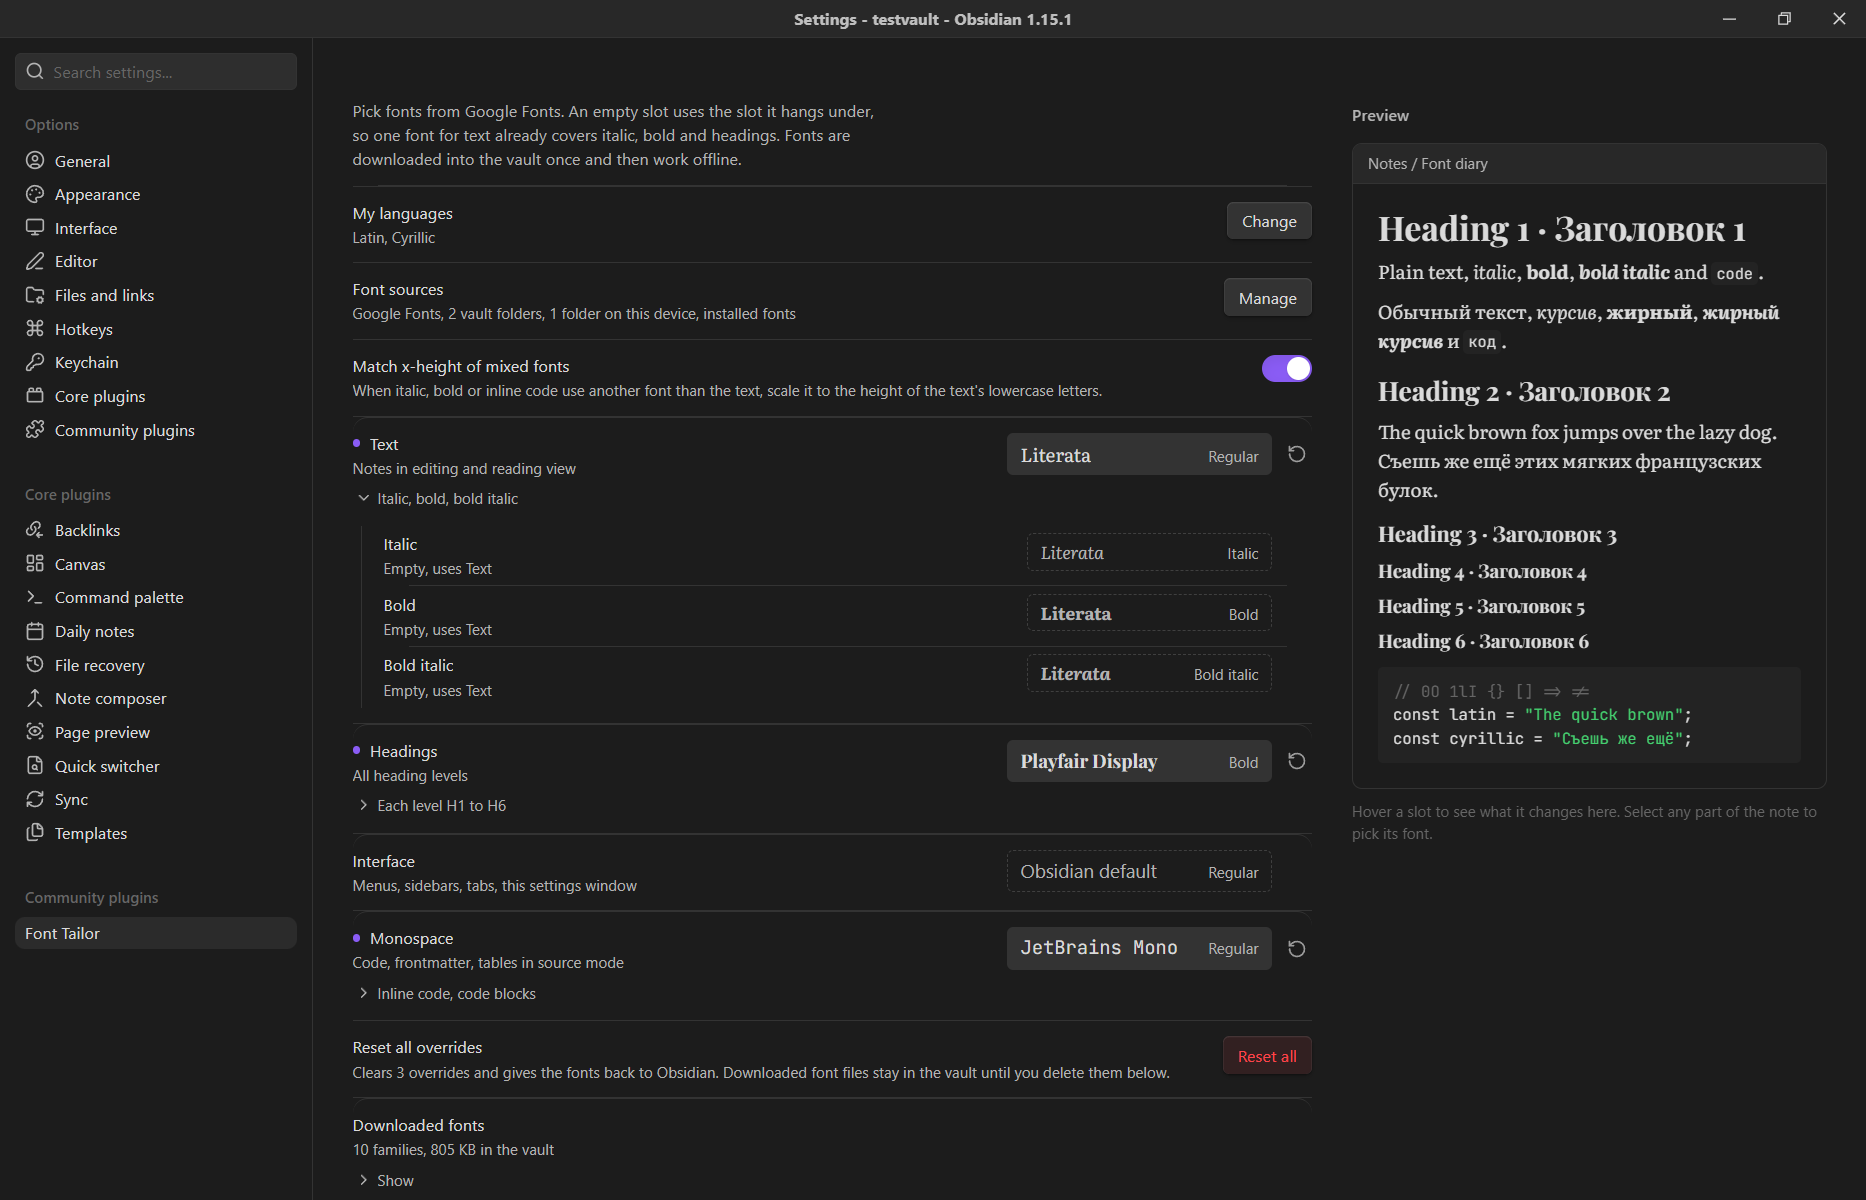 Settings - testvault - Obsidian 1.15.1
Search settings...
Options
General
Appearance
Interface
Editor
Files and links
Hotkeys
Keychain
Core plugins
Community plugins
Core plugins
Backlinks
Canvas
Command palette
Daily notes
File recovery
Note composer
Page preview
Quick switcher
Sync
Templates
Community plugins
Font Tailor
Pick fonts from Google Fonts. An empty slot uses the slot it hangs under,
so one font for text already covers italic, bold and headings. Fonts are
downloaded into the vault once and then work offline.
My languages
Latin, Cyrillic
Change
Font sources
Google Fonts, 2 vault folders, 1 folder on this device, installed fonts
Manage
Match x-height of mixed fonts
When italic, bold or inline code use another font than the text, scale it to the height of the text's lowercase letters.
Text
Notes in editing and reading view
Literata Regular
Italic, bold, bold italic
Italic
Empty, uses Text
Literata Italic
Bold
Empty, uses Text
Literata Bold
Bold italic
Empty, uses Text
Literata Bold italic
Headings
All heading levels
Playfair Display Bold
Each level H1 to H6
Interface
Menus, sidebars, tabs, this settings window
Obsidian default Regular
Monospace
Code, frontmatter, tables in source mode
JetBrains Mono Regular
Inline code, code blocks
Reset all overrides
Clears 3 overrides and gives the fonts back to Obsidian. Downloaded font files stay in the vault until you delete them below.
Reset all
Downloaded fonts
10 families, 805 KB in the vault
Show
Preview
Notes / Font diary
Heading 1 · Заголовок 1
Plain text, italic, bold, bold italic and code.
Обычный текст, курсив, жирный, жирный
курсив и код.
Heading 2 · Заголовок 2
The quick brown fox jumps over the lazy dog.
Съешь же ещё этих мягких французских
булок.
Heading 3 · Заголовок 3
Heading 4 · Заголовок 4
Heading 5 · Заголовок 5
Heading 6 · Заголовок 6
// 0O 1lI {} [] => !=
const latin = "The quick brown";
const cyrillic = "Съешь же ещё";
Hover a slot to see what it changes here. Select any part of the note to
pick its font.